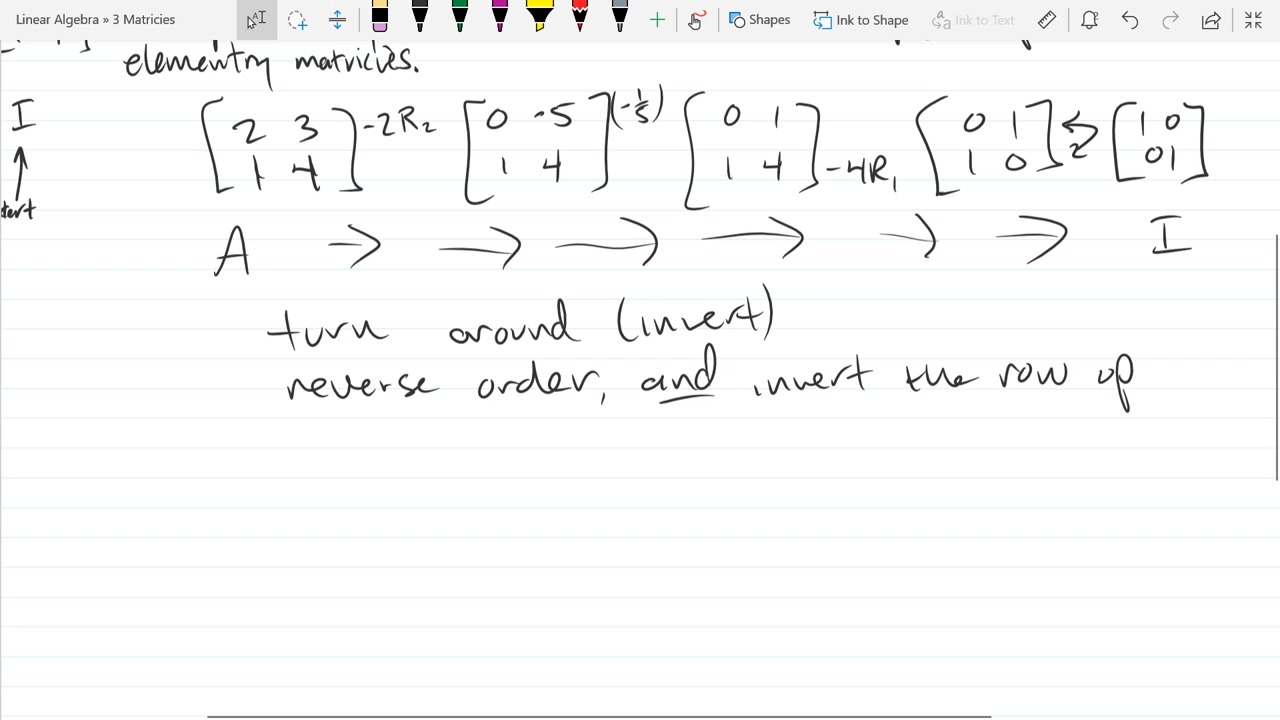 Linear Algebra » 3 Matricies
Shapes
Ink to Shape
Ink to Text
elementry matricies.
I
[2 3; 1 4] -2R₂ [0 -5; 1 4] (-1/5) [0 1; 1 4] -4R₁ [0 1; 1 0] ↔ [1 0; 0 1]
A → → → → → → I
turn around (invert)
reverse order, and invert the row op